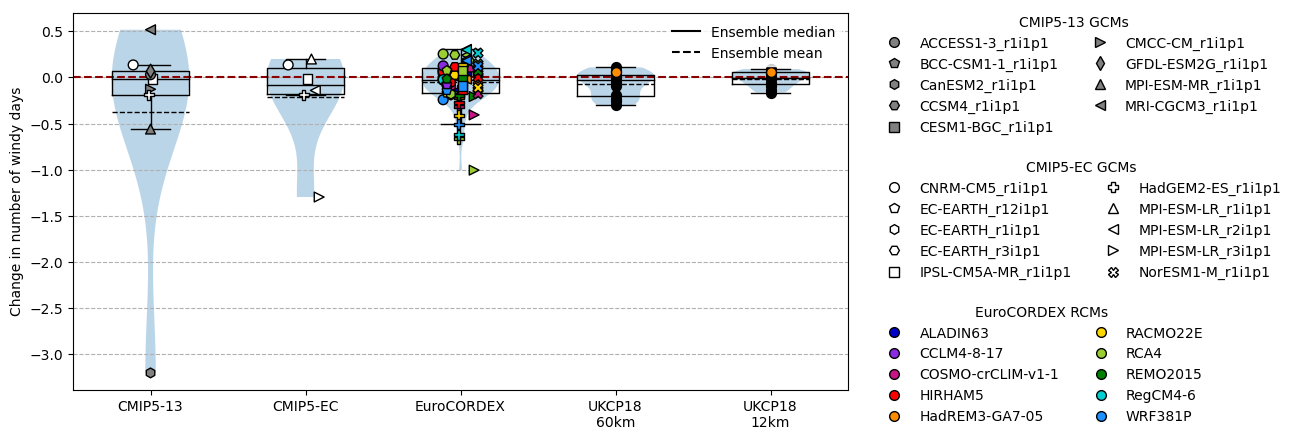 Change in number of windy days
0.5
0.0
−0.5
−1.0
−1.5
−2.0
−2.5
−3.0
Ensemble median
Ensemble mean
CMIP5-13
CMIP5-EC
EuroCORDEX
UKCP18
60km
UKCP18
12km
CMIP5-13 GCMs
ACCESS1-3_r1i1p1
BCC-CSM1-1_r1i1p1
CanESM2_r1i1p1
CCSM4_r1i1p1
CESM1-BGC_r1i1p1
CMCC-CM_r1i1p1
GFDL-ESM2G_r1i1p1
MPI-ESM-MR_r1i1p1
MRI-CGCM3_r1i1p1
CMIP5-EC GCMs
CNRM-CM5_r1i1p1
EC-EARTH_r12i1p1
EC-EARTH_r1i1p1
EC-EARTH_r3i1p1
IPSL-CM5A-MR_r1i1p1
HadGEM2-ES_r1i1p1
MPI-ESM-LR_r1i1p1
MPI-ESM-LR_r2i1p1
MPI-ESM-LR_r3i1p1
NorESM1-M_r1i1p1
EuroCORDEX RCMs
ALADIN63
CCLM4-8-17
COSMO-crCLIM-v1-1
HIRHAM5
HadREM3-GA7-05
RACMO22E
RCA4
REMO2015
RegCM4-6
WRF381P